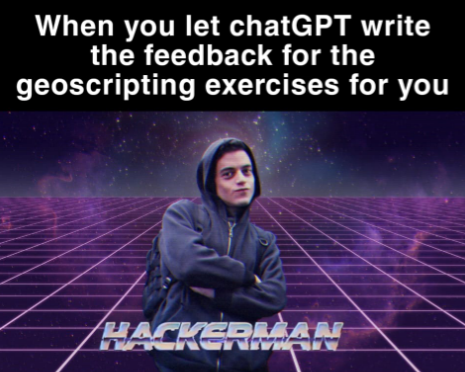 When you let chatGPT write
the feedback for the
geoscripting exercises for you
HACKERMAN